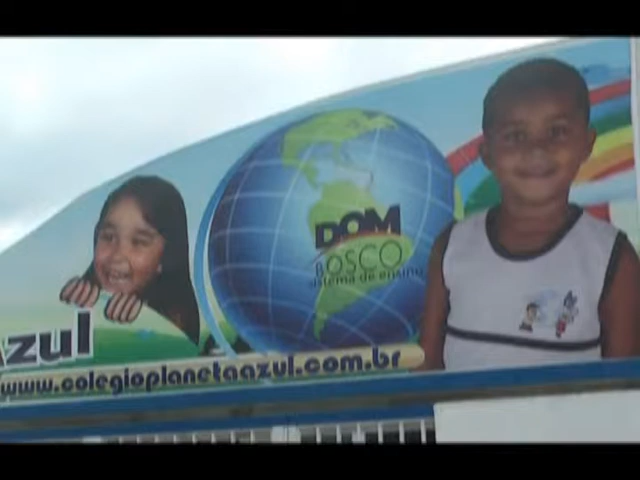 DOM
BOSCO
sistema de ensino
Azul
www.colegioplanetaazul.com.br